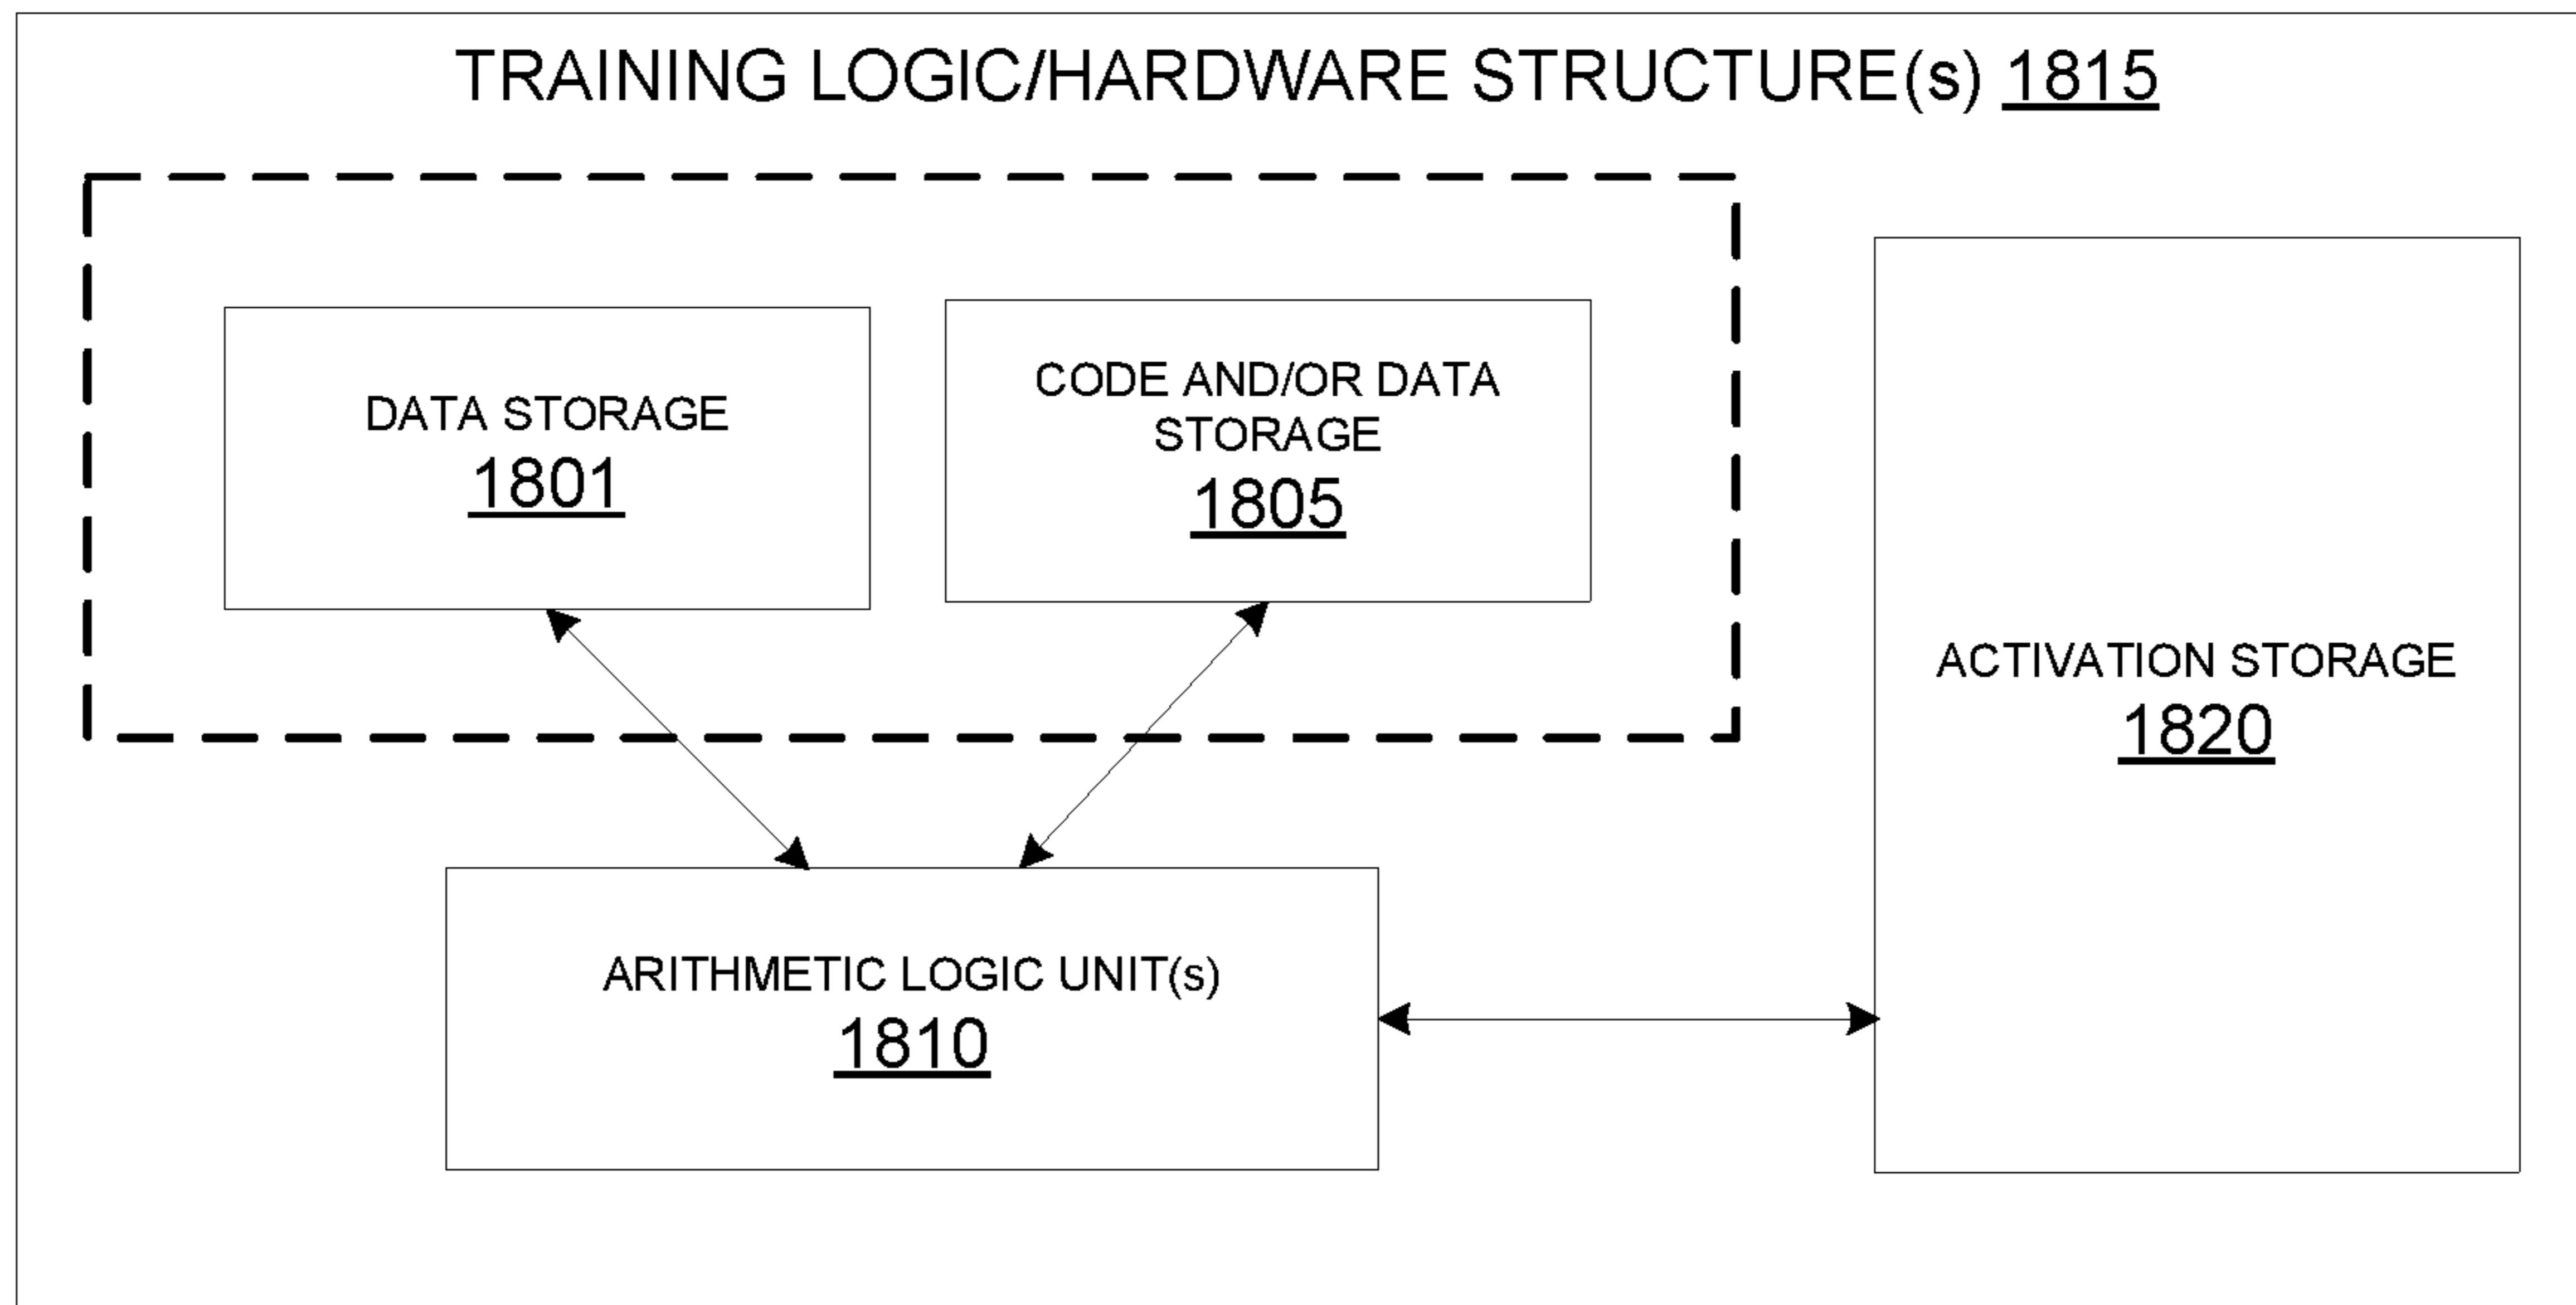 TRAINING LOGIC/HARDWARE STRUCTURE(s) 1815
DATA STORAGE
1801
CODE AND/OR DATA
STORAGE
1805
ACTIVATION STORAGE
1820
ARITHMETIC LOGIC UNIT(s)
1810